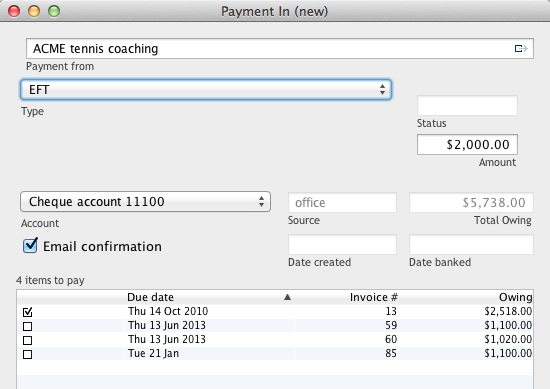 Payment In (new)
ACME tennis coaching
Payment from
EFT
Type
Status
$2,000.00
Amount
Cheque account 11100
Account
office
Source
$5,738.00
Total Owing
Email confirmation
Date created
Date banked
4 items to pay
Due date Invoice # Owing
Thu 14 Oct 2010 13 $2,518.00
Thu 13 Jun 2013 59 $1,100.00
Thu 13 Jun 2013 60 $1,020.00
Tue 21 Jan 85 $1,100.00